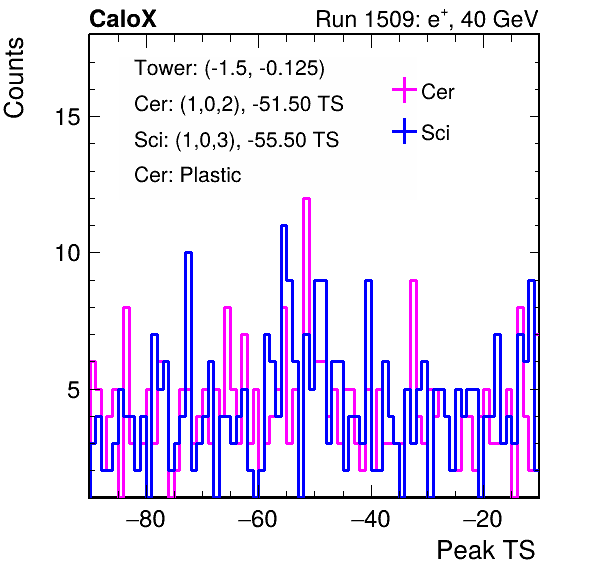 CaloX Run 1509: e⁺, 40 GeV
Counts
Tower: (-1.5, -0.125)
Cer: (1,0,2), -51.50 TS
Sci: (1,0,3), -55.50 TS
Cer: Plastic
Cer
Sci
15
10
5
−80 −60 −40 −20
Peak TS